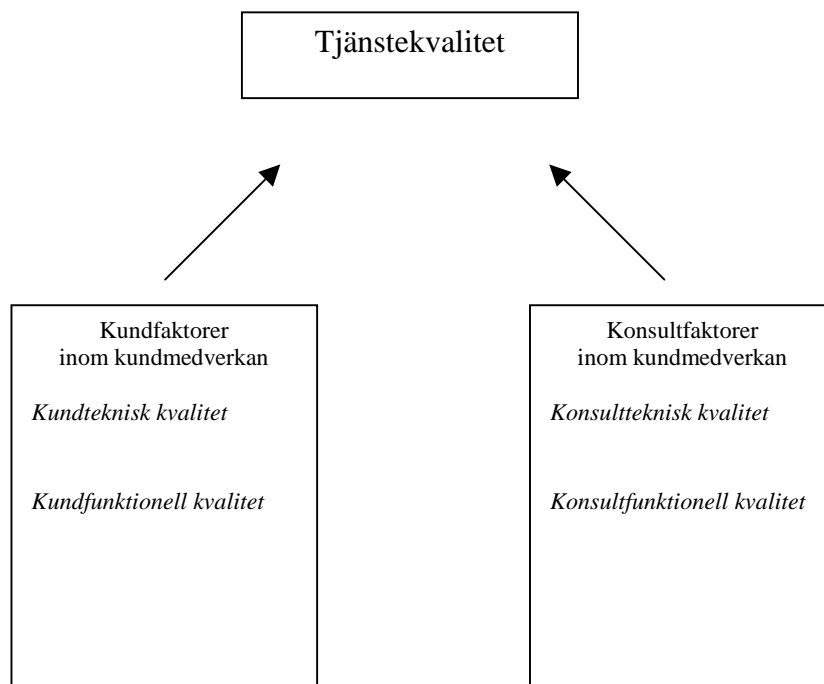 Tjänstekvalitet
Kundfaktorer
inom kundmedverkan
Kundteknisk kvalitet
Kundfunktionell kvalitet
Konsultfaktorer
inom kundmedverkan
Konsultteknisk kvalitet
Konsultfunktionell kvalitet